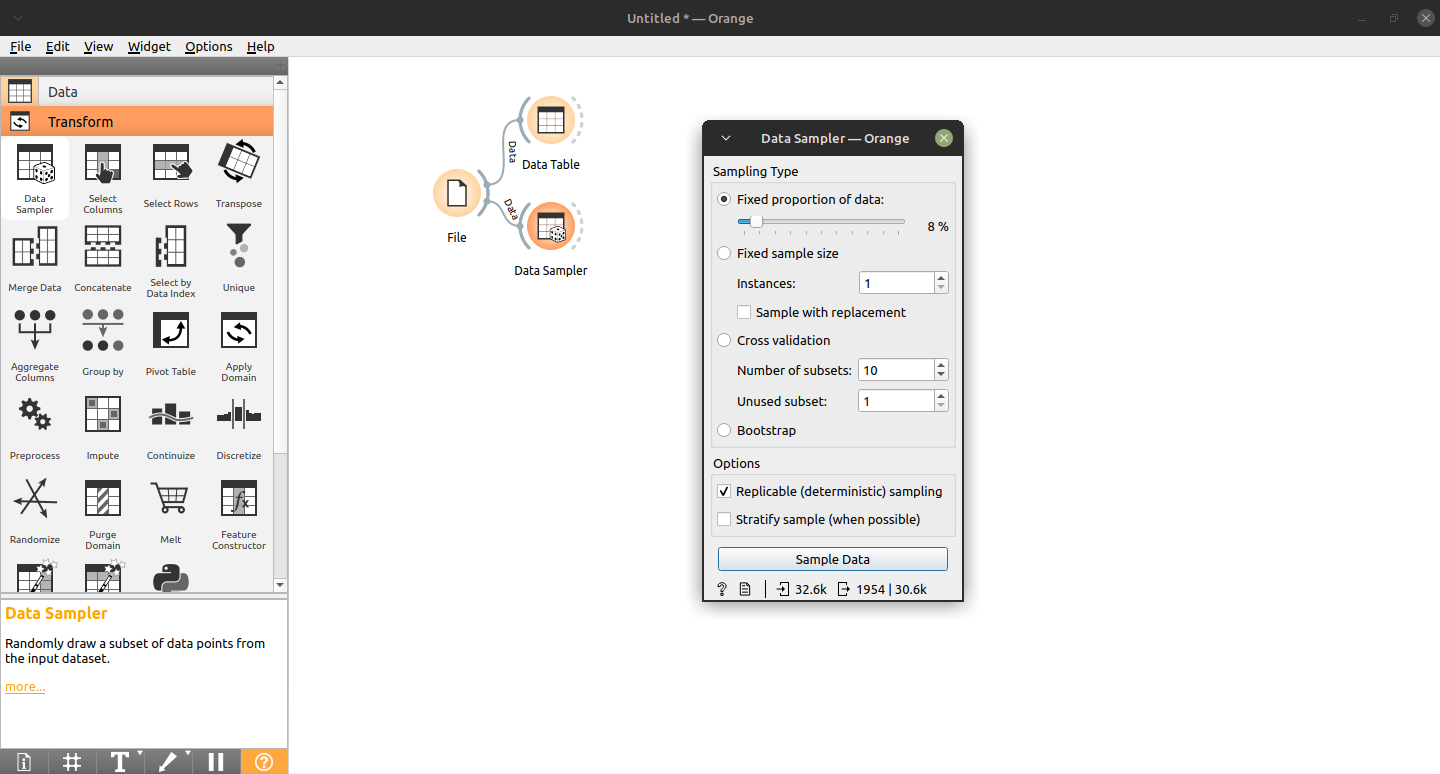 Untitled * — Orange
File Edit View Widget Options Help
Data
Transform
Data Sampler
Select Columns
Select Rows
Transpose
Merge Data
Concatenate
Select by Data Index
Unique
Aggregate Columns
Group by
Pivot Table
Apply Domain
Preprocess
Impute
Continuize
Discretize
Randomize
Purge Domain
Melt
Feature Constructor
Data Sampler
Randomly draw a subset of data points from
the input dataset.
more...
Data
Data Table
Data
File
Data Sampler
Data Sampler — Orange
Sampling Type
Fixed proportion of data:
8 %
Fixed sample size
Instances: 1
Sample with replacement
Cross validation
Number of subsets: 10
Unused subset: 1
Bootstrap
Options
Replicable (deterministic) sampling
Stratify sample (when possible)
Sample Data
? | 32.6k 1954 | 30.6k